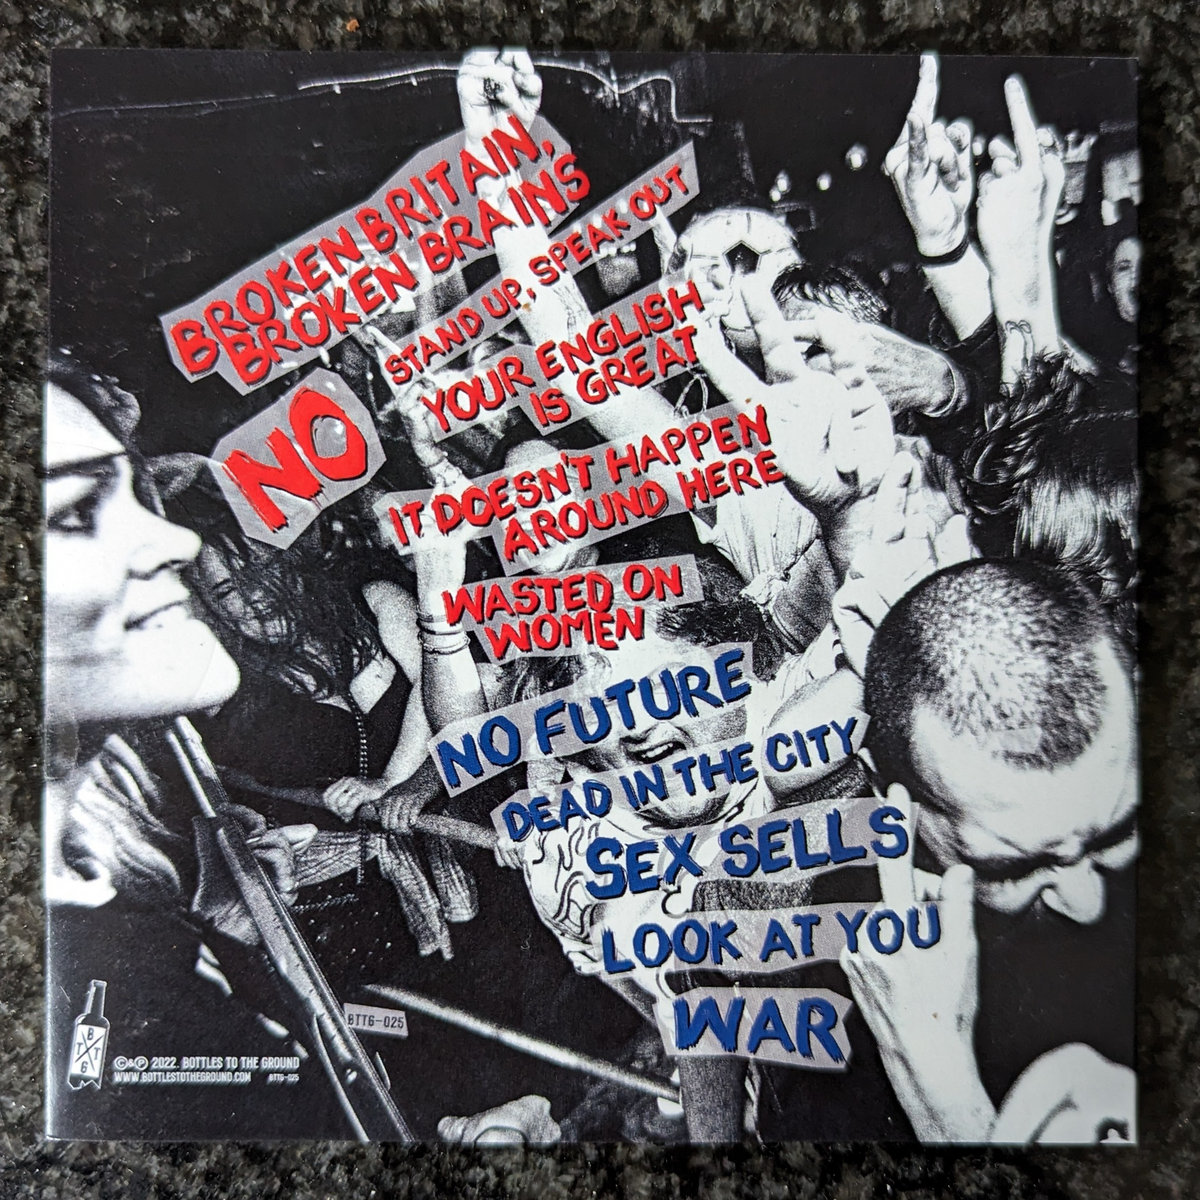 BROKEN BRITAIN,
BROKEN BRAINS
STAND UP, SPEAK OUT
NO
YOUR ENGLISH
IS GREAT
IT DOESN'T HAPPEN
AROUND HERE
WASTED ON
WOMEN
NO FUTURE
DEAD IN THE CITY
SEX SELLS
LOOK AT YOU
WAR
BTTG-025
B
T T
G
©&℗ 2022. BOTTLES TO THE GROUND
WWW.BOTTLESTOTHEGROUND.COM BTTG-025